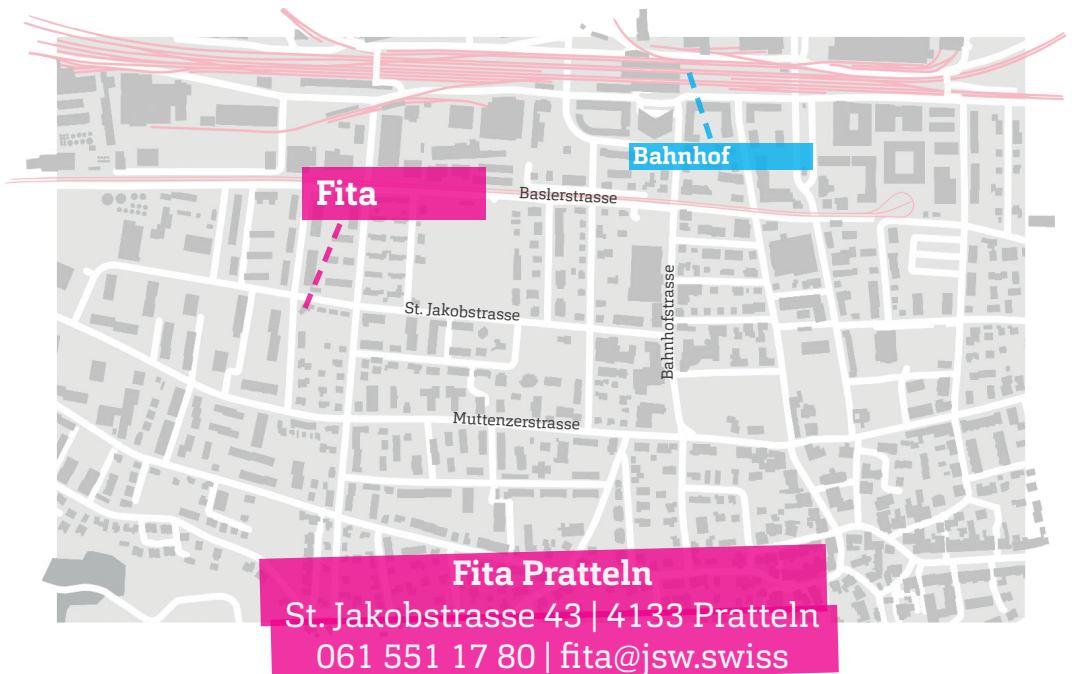 Bahnhof
Fita
Baslerstrasse
St. Jakobstrasse
Bahnhofstrasse
Muttenzerstrasse
Fita Pratteln
St. Jakobstrasse 43 | 4133 Pratteln
061 551 17 80 | fita@jsw.swiss